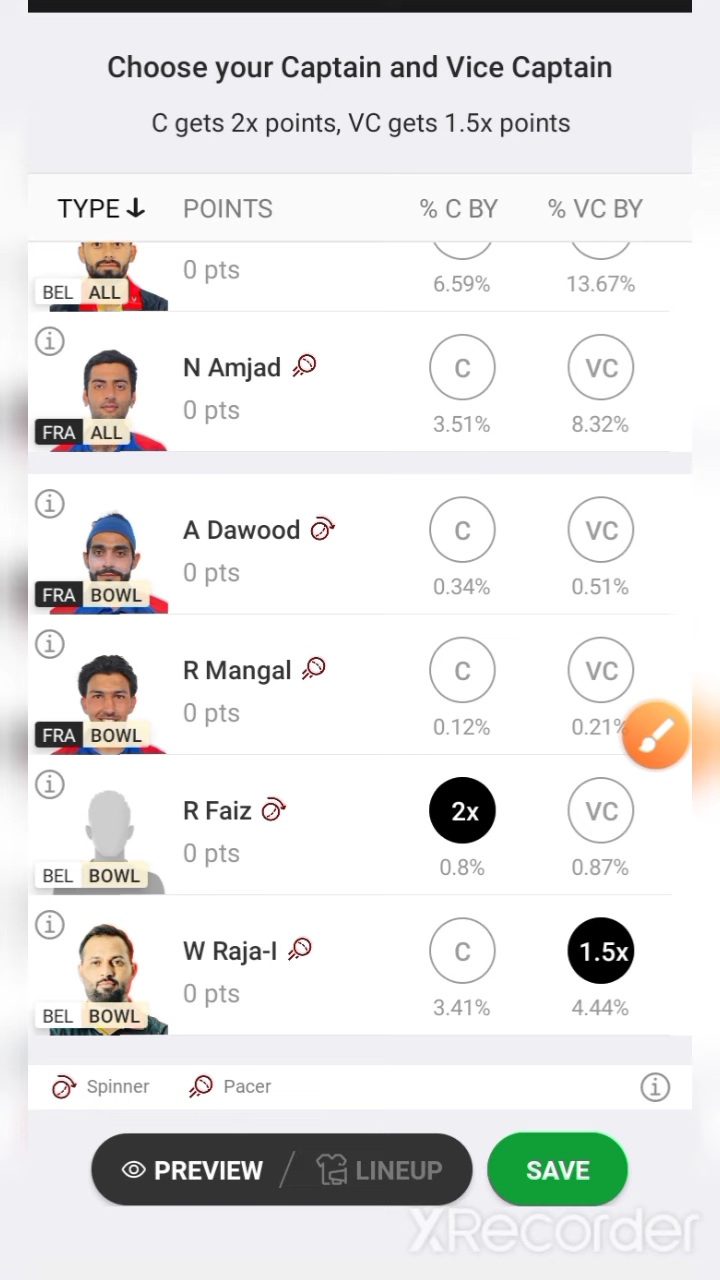 Choose your Captain and Vice Captain
C gets 2x points, VC gets 1.5x points
TYPE POINTS % C BY % VC BY
0 pts
BEL ALL
6.59% 13.67%
N Amjad C VC
0 pts
FRA ALL
3.51% 8.32%
A Dawood C VC
0 pts
FRA BOWL
0.34% 0.51%
R Mangal C VC
0 pts
FRA BOWL
0.12% 0.21%
R Faiz 2x VC
0 pts
BEL BOWL
0.8% 0.87%
W Raja-I C 1.5x
0 pts
BEL BOWL
3.41% 4.44%
Spinner Pacer
PREVIEW / LINEUP SAVE
XRecorder